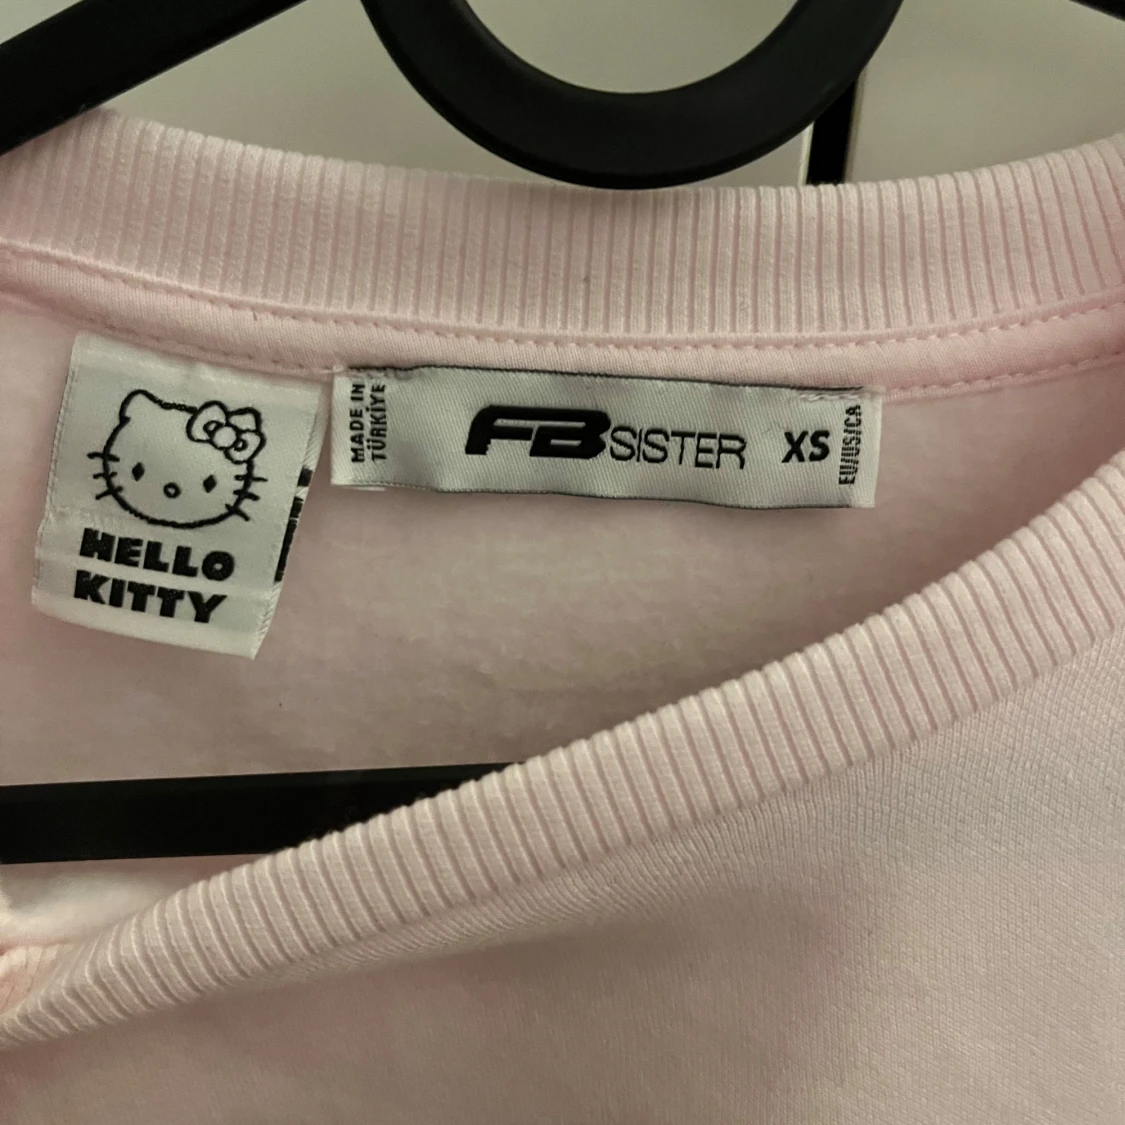 HELLO
KITTY
MADE IN
TÜRKİYE
FB SISTER
XS
EU/US/CA